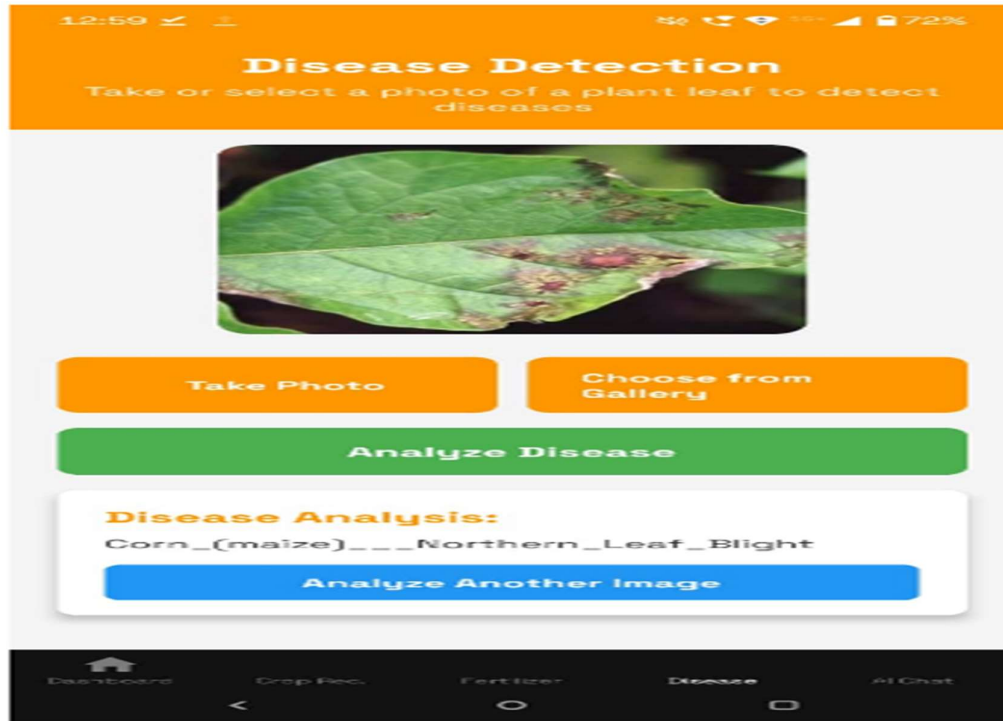 12:59
72%
Disease Detection
Take or select a photo of a plant leaf to detect
diseases
Take Photo
Choose from
Gallery
Analyze Disease
Disease Analysis:
Corn_(maize)___Northern_Leaf_Blight
Analyze Another Image
Dashboard
Crop Rec.
Fertilizer
Disease
AI Chat